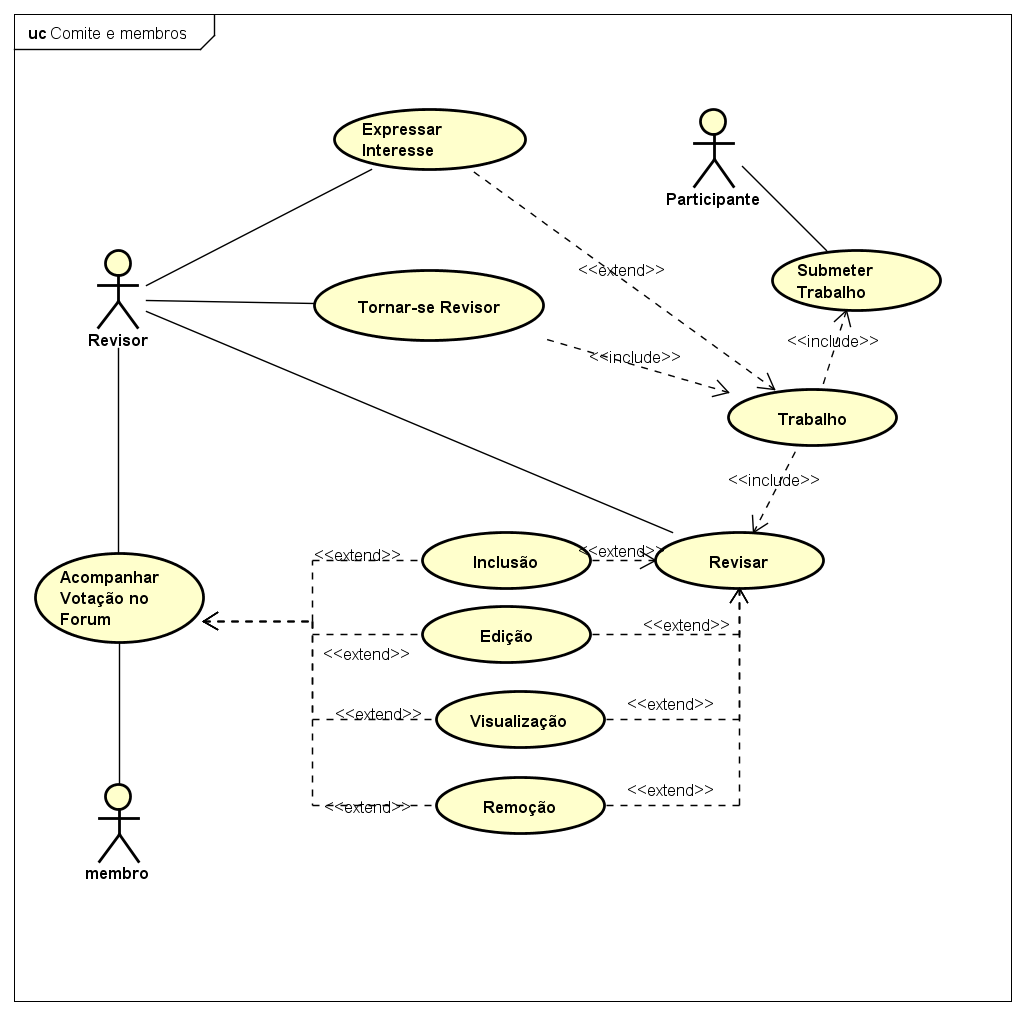 uc Comite e membros
Expressar
Interesse
Participante
Submeter
Trabalho
<<extend>>
Revisor
Tornar-se Revisor
<<include>>
<<include>>
Trabalho
<<include>>
<<extend>>
Inclusão
<<extend>>
Revisar
Acompanhar
Votação no
Forum
<<extend>>
Edição
<<extend>>
<<extend>>
Visualização
<<extend>>
<<extend>>
Remoção
<<extend>>
membro